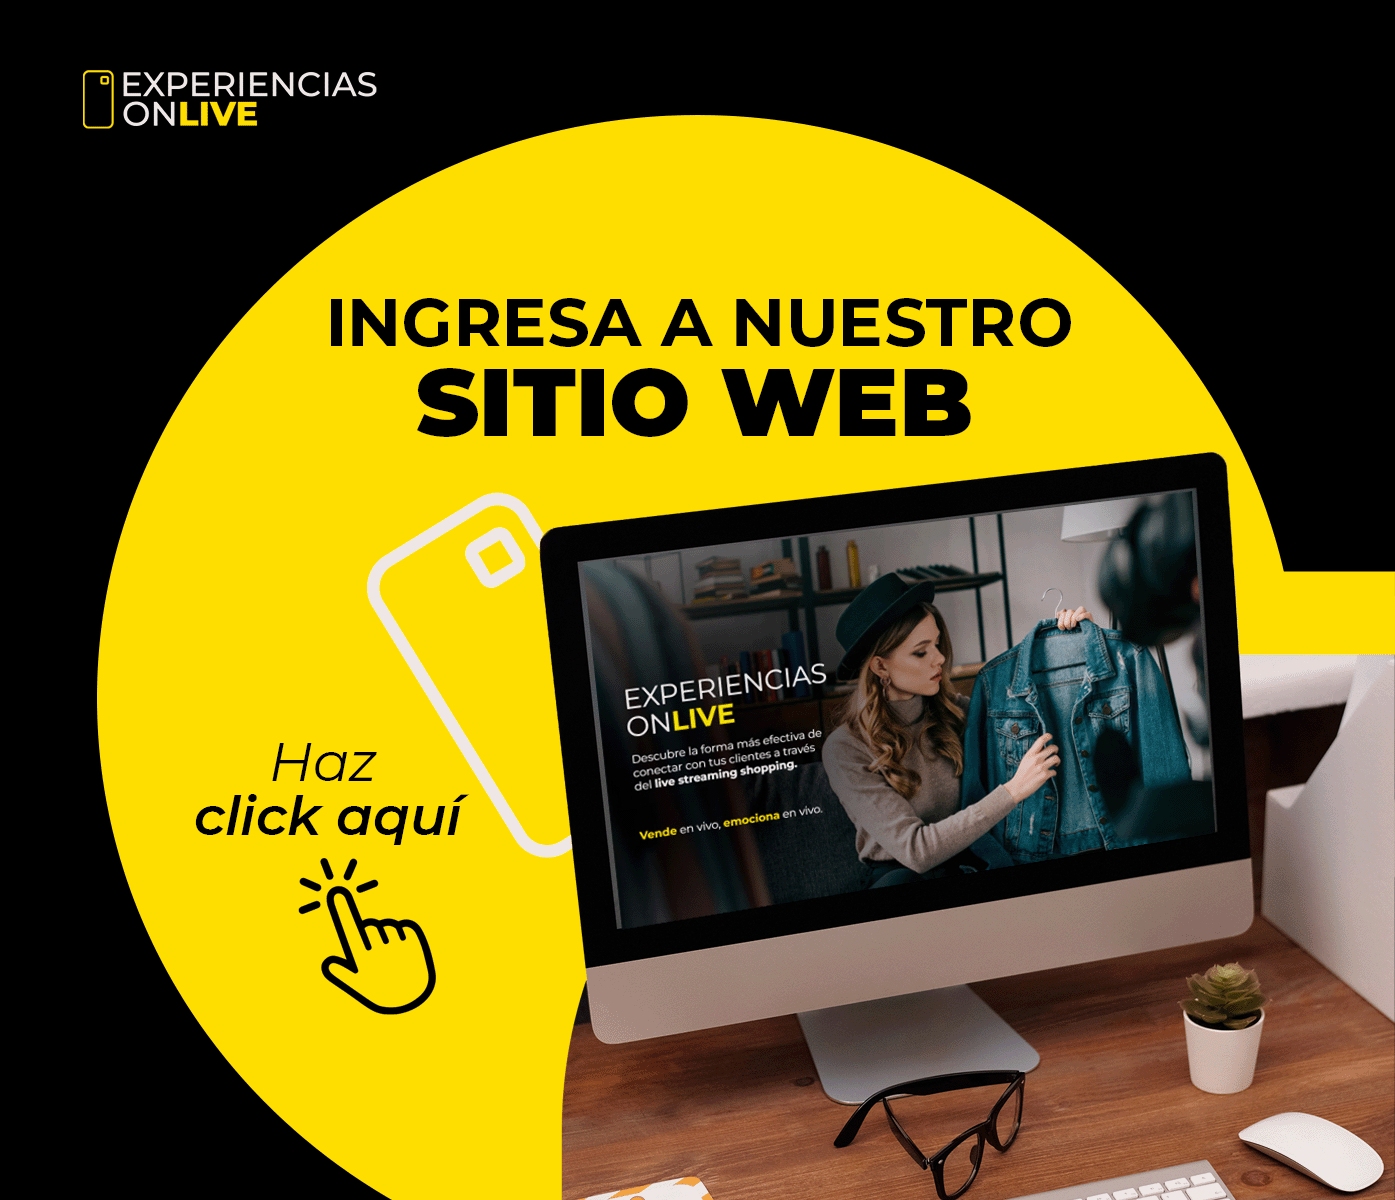 EXPERIENCIAS
ONLIVE
INGRESA A NUESTRO
SITIO WEB
EXPERIENCIAS
ONLIVE
Descubre la forma más efectiva de
conectar con tus clientes a través
del live streaming shopping.
Vende en vivo, emociona en vivo.
Haz
click aquí